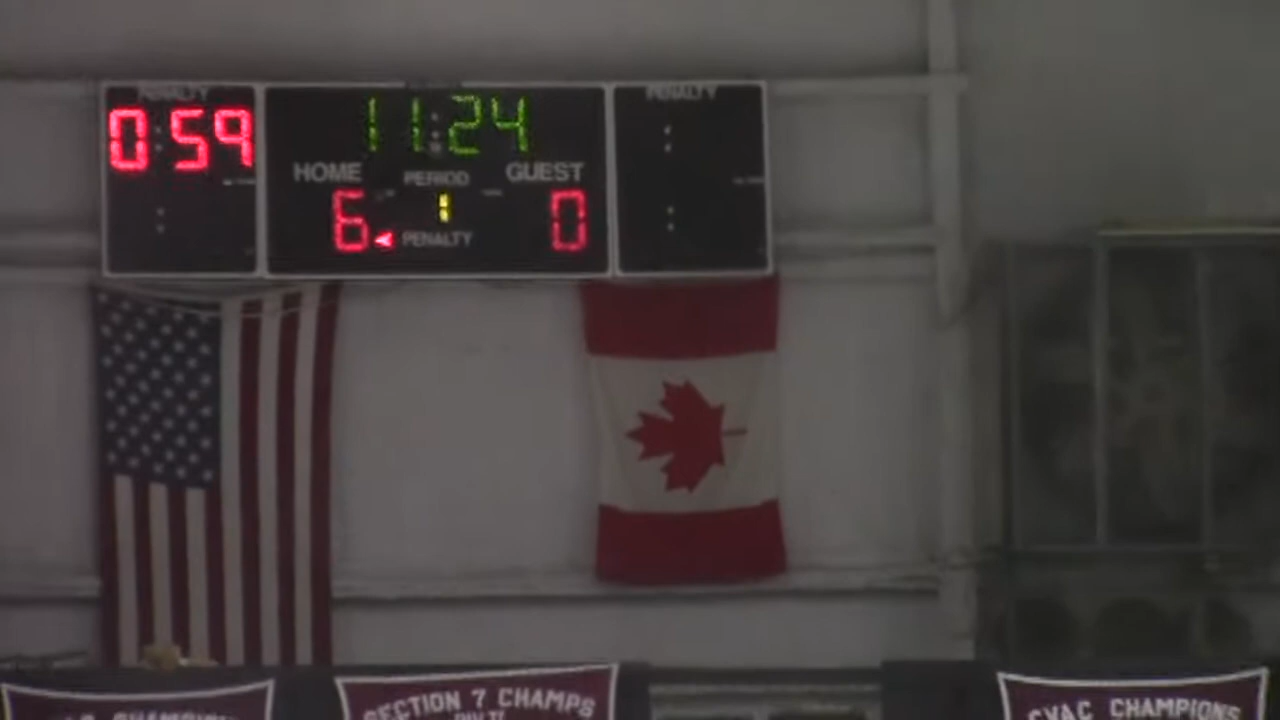 PENALTY PENALTY
0:59 11:24
HOME PERIOD GUEST
6 1 0
PENALTY
SECTION 7 CHAMPS
CVAC CHAMPIONS